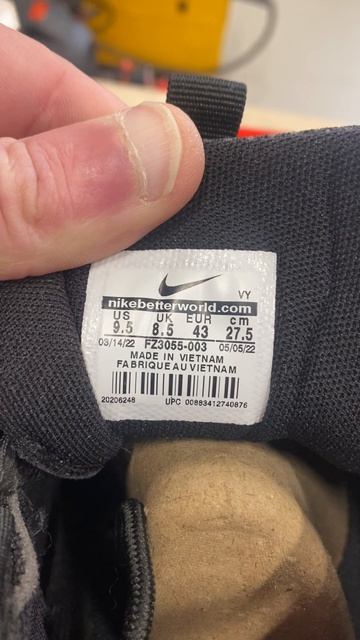 VY
nikebetterworld.com
US UK EUR cm
9.5 8.5 43 27.5
03/14/22 FZ3055-003 05/05/22
MADE IN VIETNAM
FABRIQUE AU VIETNAM
20206248 UPC 00883412740876